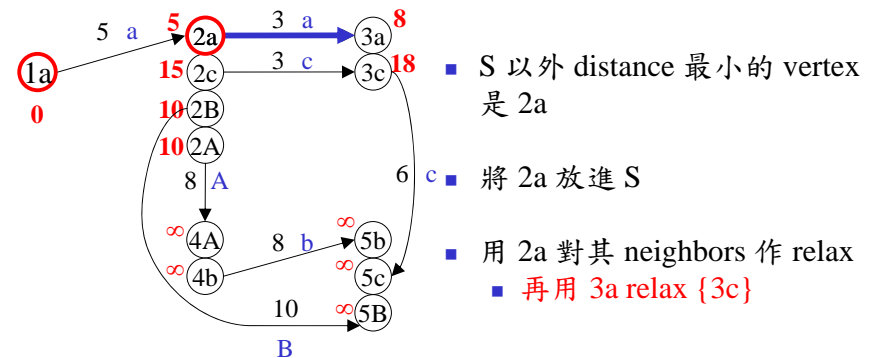 5 a
5
2a
3 a
8
3a
1a
0
15
2c
3 c
3c
18
10
2B
10
2A
8 A
6 c
∞
4A
8 b
∞
5b
∞
4b
∞
5c
10
∞
5B
B
S 以外 distance 最小的 vertex
是 2a
將 2a 放進 S
用 2a 對其 neighbors 作 relax
再用 3a relax {3c}